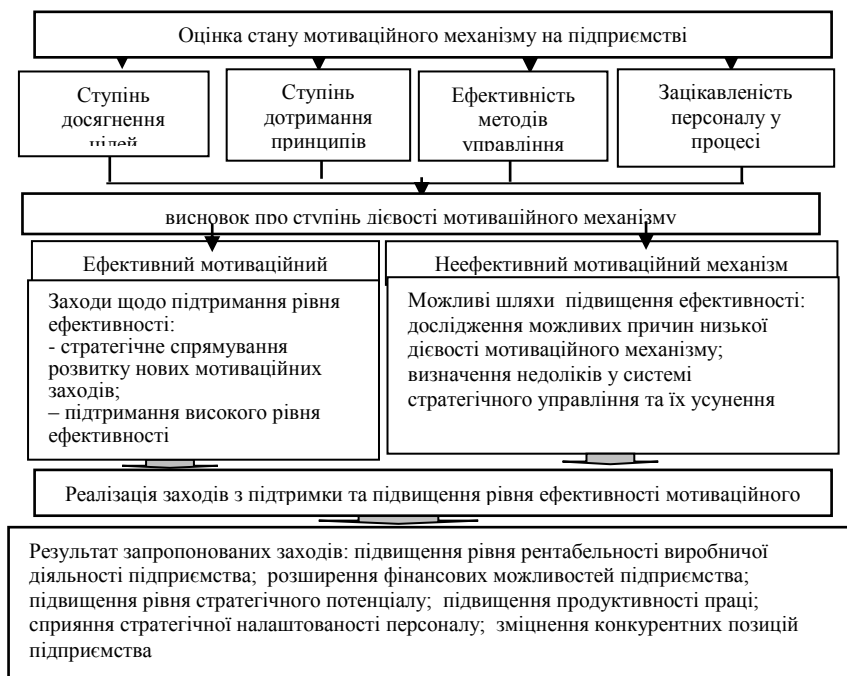 Оцінка стану мотиваційного механізму на підприємстві
Ступінь
досягнення
цілей
Ступінь
дотримання
принципів
Ефективність
методів
управління
Зацікавленість
персоналу у
процесі
висновок про ступінь дієвості мотиваційного механізму
Ефективний мотиваційний
Заходи щодо підтримання рівня
ефективності:
- стратегічне спрямування
розвитку нових мотиваційних
заходів;
– підтримання високого рівня
ефективності
Неефективний мотиваційний механізм
Можливі шляхи підвищення ефективності:
дослідження можливих причин низької
дієвості мотиваційного механізму;
визначення недоліків у системі
стратегічного управління та їх усунення
Реалізація заходів з підтримки та підвищення рівня ефективності мотиваційного
Результат запропонованих заходів: підвищення рівня рентабельності виробничої
діяльності підприємства; розширення фінансових можливостей підприємства;
підвищення рівня стратегічного потенціалу; підвищення продуктивності праці;
сприяння стратегічної налаштованості персоналу; зміцнення конкурентних позицій
підприємства